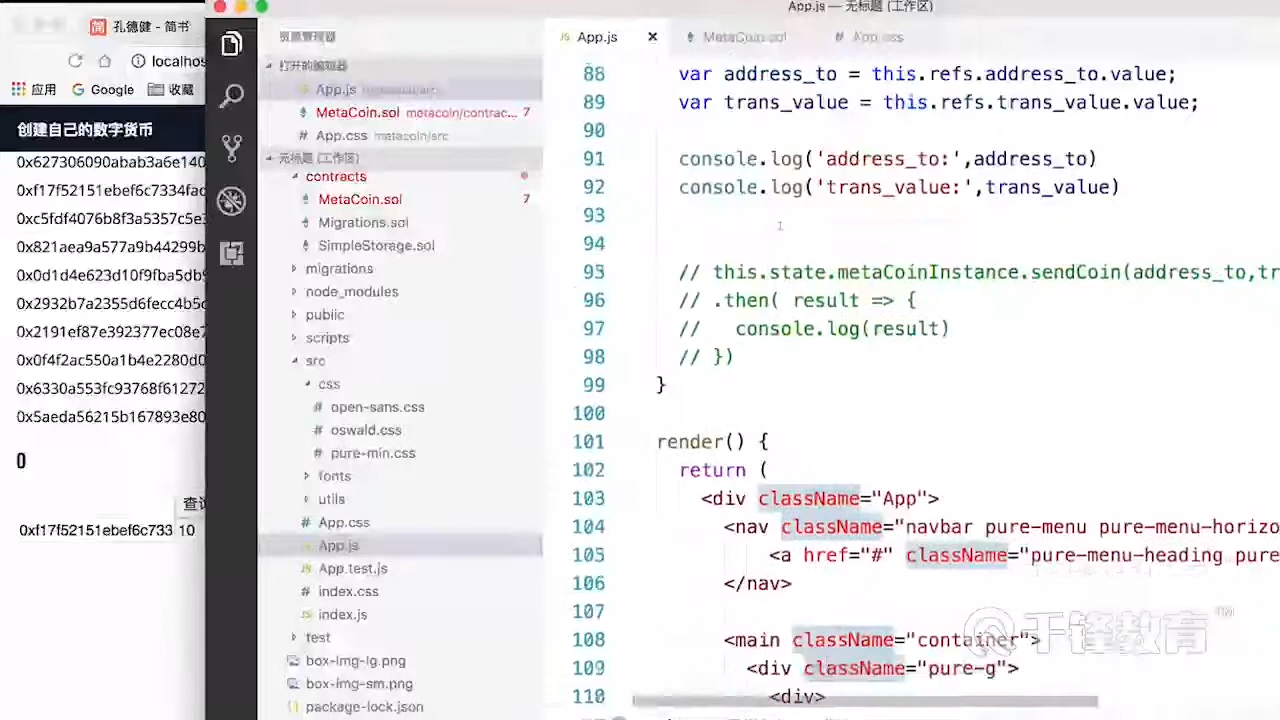 App.js — 无标题 (工作区)
孔德健 - 简书
localhos
应用
Google
收藏
创建自己的数字货币
0x627306090abab3a6e140
0xf17f52151ebef6c7334fad
0xc5fdf4076b8f3a5357c5e
0x821aea9a577a9b44299b
0x0d1d4e623d10f9fba5db9
0x2932b7a2355d6fecc4b5c
0x2191ef87e392377ec08e7
0x0f4f2ac550a1b4e2280d0
0x6330a553fc93768f61272
0x5aeda56215b167893e80
0
查询
0xf17f52151ebef6c733 10
资源管理器
打开的编辑器
App.js metacoin/src
MetaCoin.sol metacoin/contrac... 7
App.css metacoin/src
无标题 (工作区)
contracts
MetaCoin.sol 7
Migrations.sol
SimpleStorage.sol
migrations
node_modules
public
scripts
src
css
open-sans.css
oswald.css
pure-min.css
fonts
utils
App.css
App.js
App.test.js
index.css
index.js
test
box-img-lg.png
box-img-sm.png
package-lock.json
App.js
MetaCoin.sol
App.css
88 var address_to = this.refs.address_to.value;
89 var trans_value = this.refs.trans_value.value;
90
91 console.log('address_to:',address_to)
92 console.log('trans_value:',trans_value)
93
94
95 // this.state.metaCoinInstance.sendCoin(address_to,tr
96 // .then( result => {
97 // console.log(result)
98 // })
99 }
100
101 render() {
102 return (
103 <div className="App">
104 <nav className="navbar pure-menu pure-menu-horizo
105 <a href="#" className="pure-menu-heading pure
106 </nav>
107
108 <main className="container">
109 <div className="pure-g">
110 <div>
千锋教育 TM